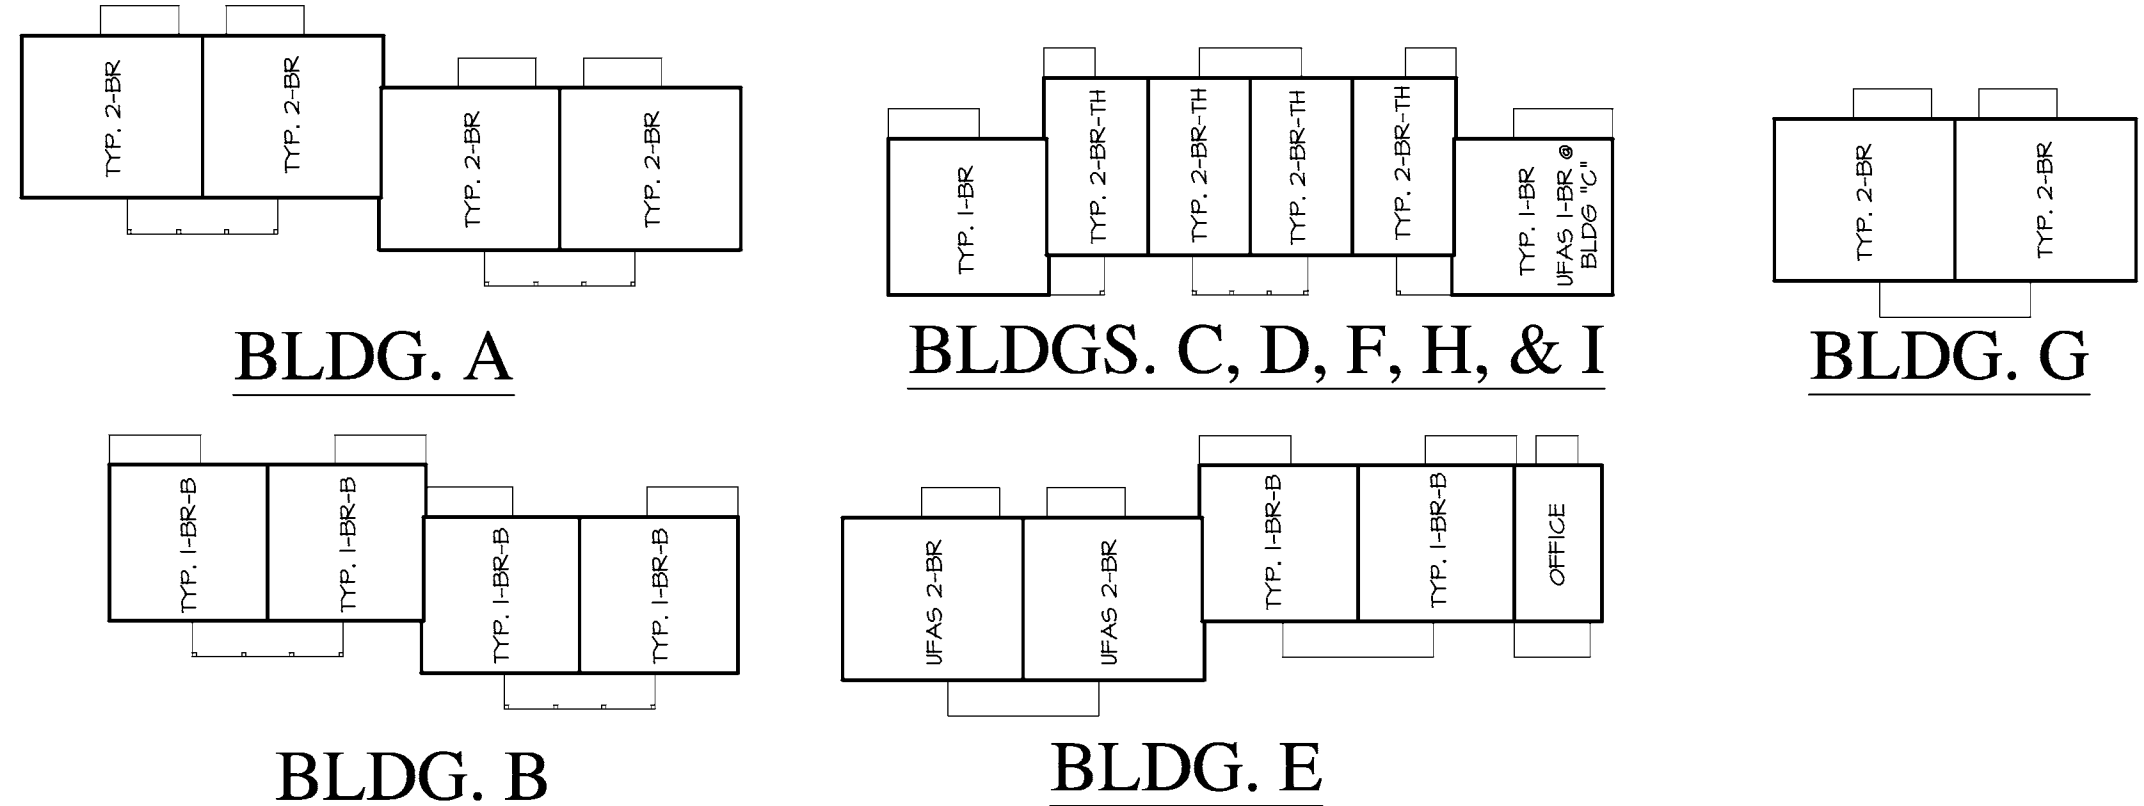 TYP. 2-BR
TYP. 2-BR
TYP. 2-BR
TYP. 2-BR
BLDG. A
TYP. 1-BR
TYP. 2-BR-TH
TYP. 2-BR-TH
TYP. 2-BR-TH
TYP. 2-BR-TH
TYP. 1-BR
UFAS 1-BR @
BLDG "C"
BLDGS. C, D, F, H, & I
TYP. 2-BR
TYP. 2-BR
BLDG. G
TYP. 1-BR-B
TYP. 1-BR-B
TYP. 1-BR-B
TYP. 1-BR-B
BLDG. B
UFAS 2-BR
UFAS 2-BR
TYP. 1-BR-B
TYP. 1-BR-B
OFFICE
BLDG. E